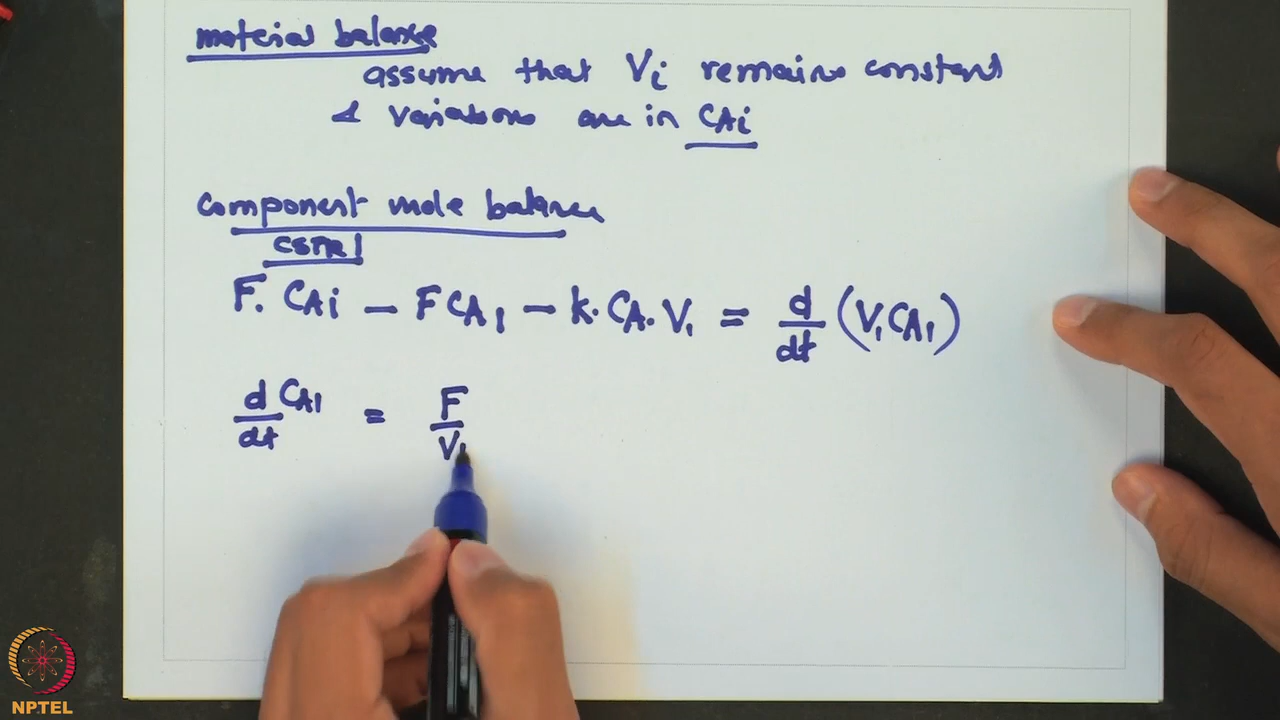 material balance
assume that Vi remains constant
& variations are in CAi
component mole balance
CSTR 1
F. CAi - FCA1 - k. CA. V1 = d/dt (V1 CA1)
d/dt CA1 = F/V1
NPTEL